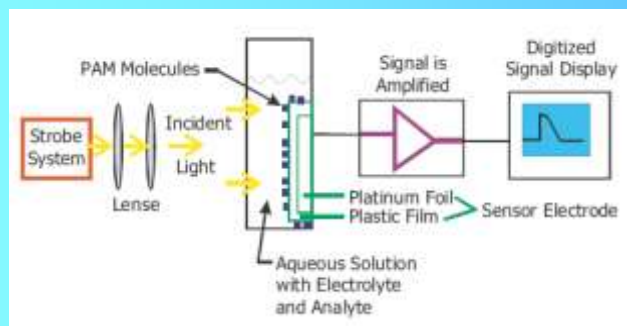 PAM Molecules
Strobe
System
Lense
Incident
Light
Aqueous Solution
with Electrolyte
and Analyte
Signal is
Amplified
Digitized
Signal Display
Platinum Foil
Plastic Film
Sensor Electrode